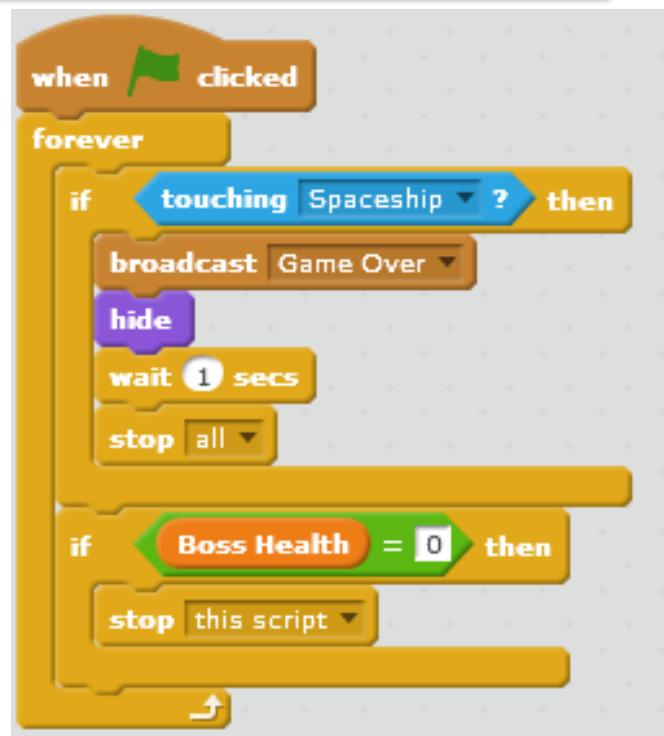 when clicked
forever
if touching Spaceship ? then
broadcast Game Over
hide
wait 1 secs
stop all
if Boss Health = 0 then
stop this script